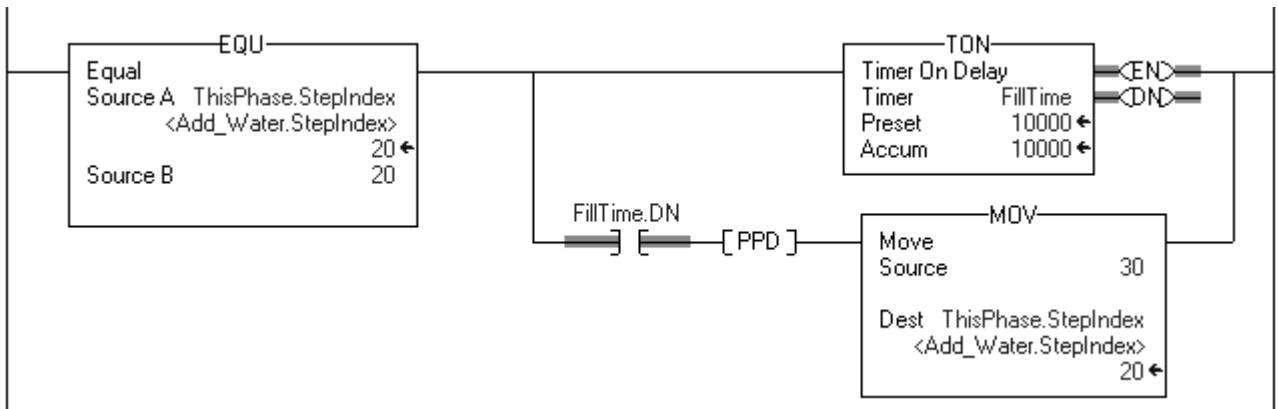 EQU
Equal
Source A ThisPhase.StepIndex
<Add_Water.StepIndex>
20
Source B 20
TON
Timer On Delay
Timer FillTime
Preset 10000
Accum 10000
EN
DN
FillTime.DN
PPD
MOV
Move
Source 30
Dest ThisPhase.StepIndex
<Add_Water.StepIndex>
20